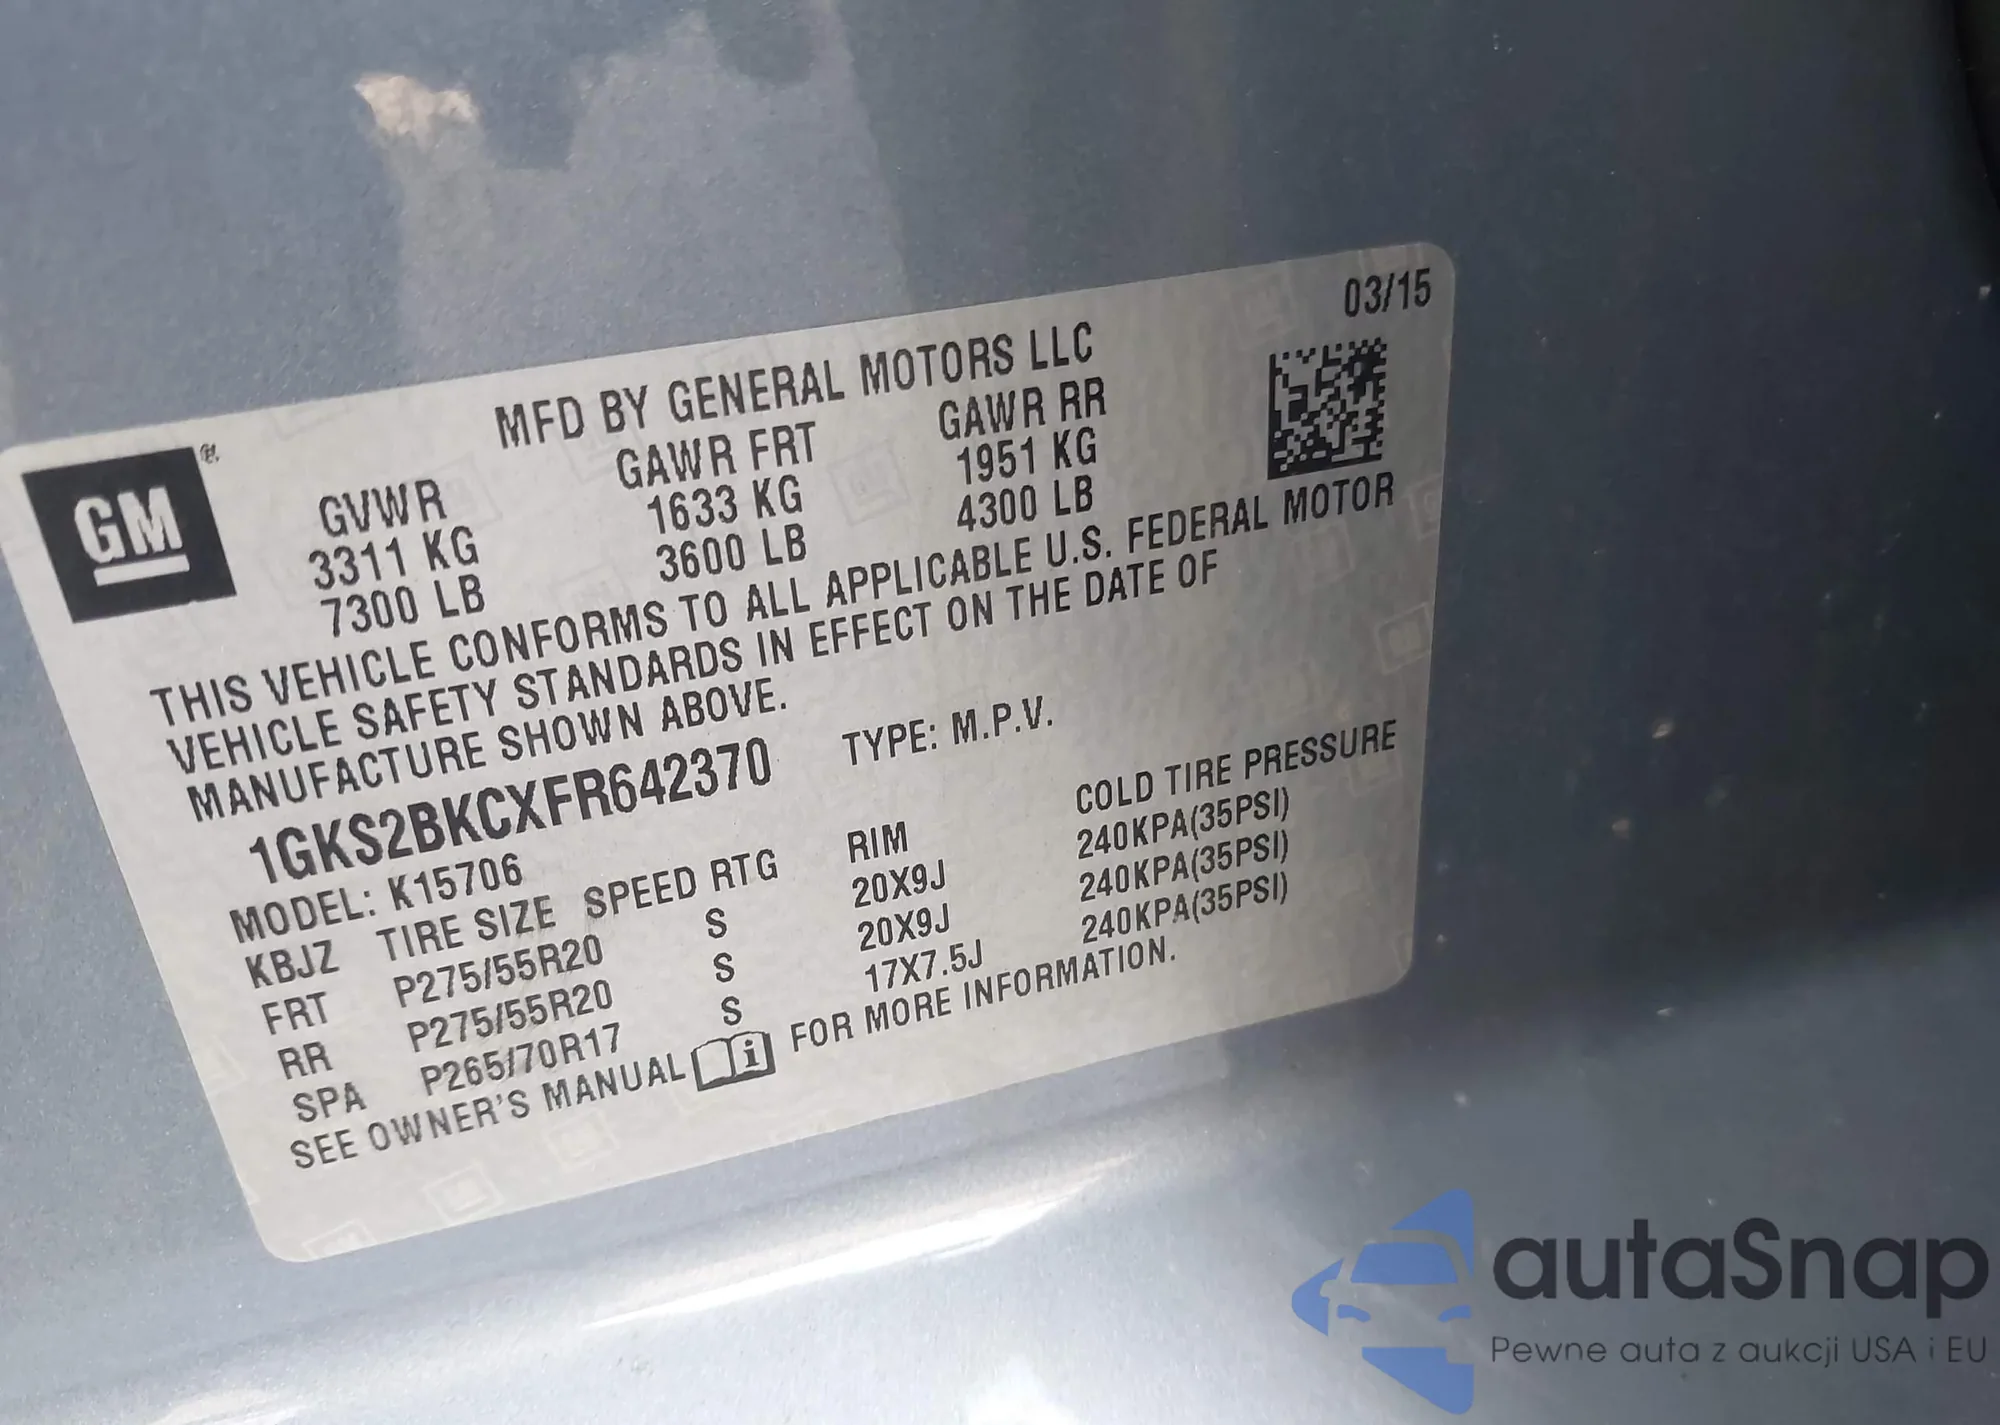 03/15
MFD BY GENERAL MOTORS LLC
GM ®
GVWR GAWR FRT GAWR RR
3311 KG 1633 KG 1951 KG
7300 LB 3600 LB 4300 LB
THIS VEHICLE CONFORMS TO ALL APPLICABLE U.S. FEDERAL MOTOR
VEHICLE SAFETY STANDARDS IN EFFECT ON THE DATE OF
MANUFACTURE SHOWN ABOVE.
1GKS2BKCXFR642370 TYPE: M.P.V.
MODEL: K15706
KBJZ TIRE SIZE SPEED RTG RIM COLD TIRE PRESSURE
FRT P275/55R20 S 20X9J 240KPA(35PSI)
RR P275/55R20 S 20X9J 240KPA(35PSI)
SPA P265/70R17 S 17X7.5J 240KPA(35PSI)
SEE OWNER'S MANUAL i FOR MORE INFORMATION.
autaSnap
Pewne auta z aukcji USA i EU